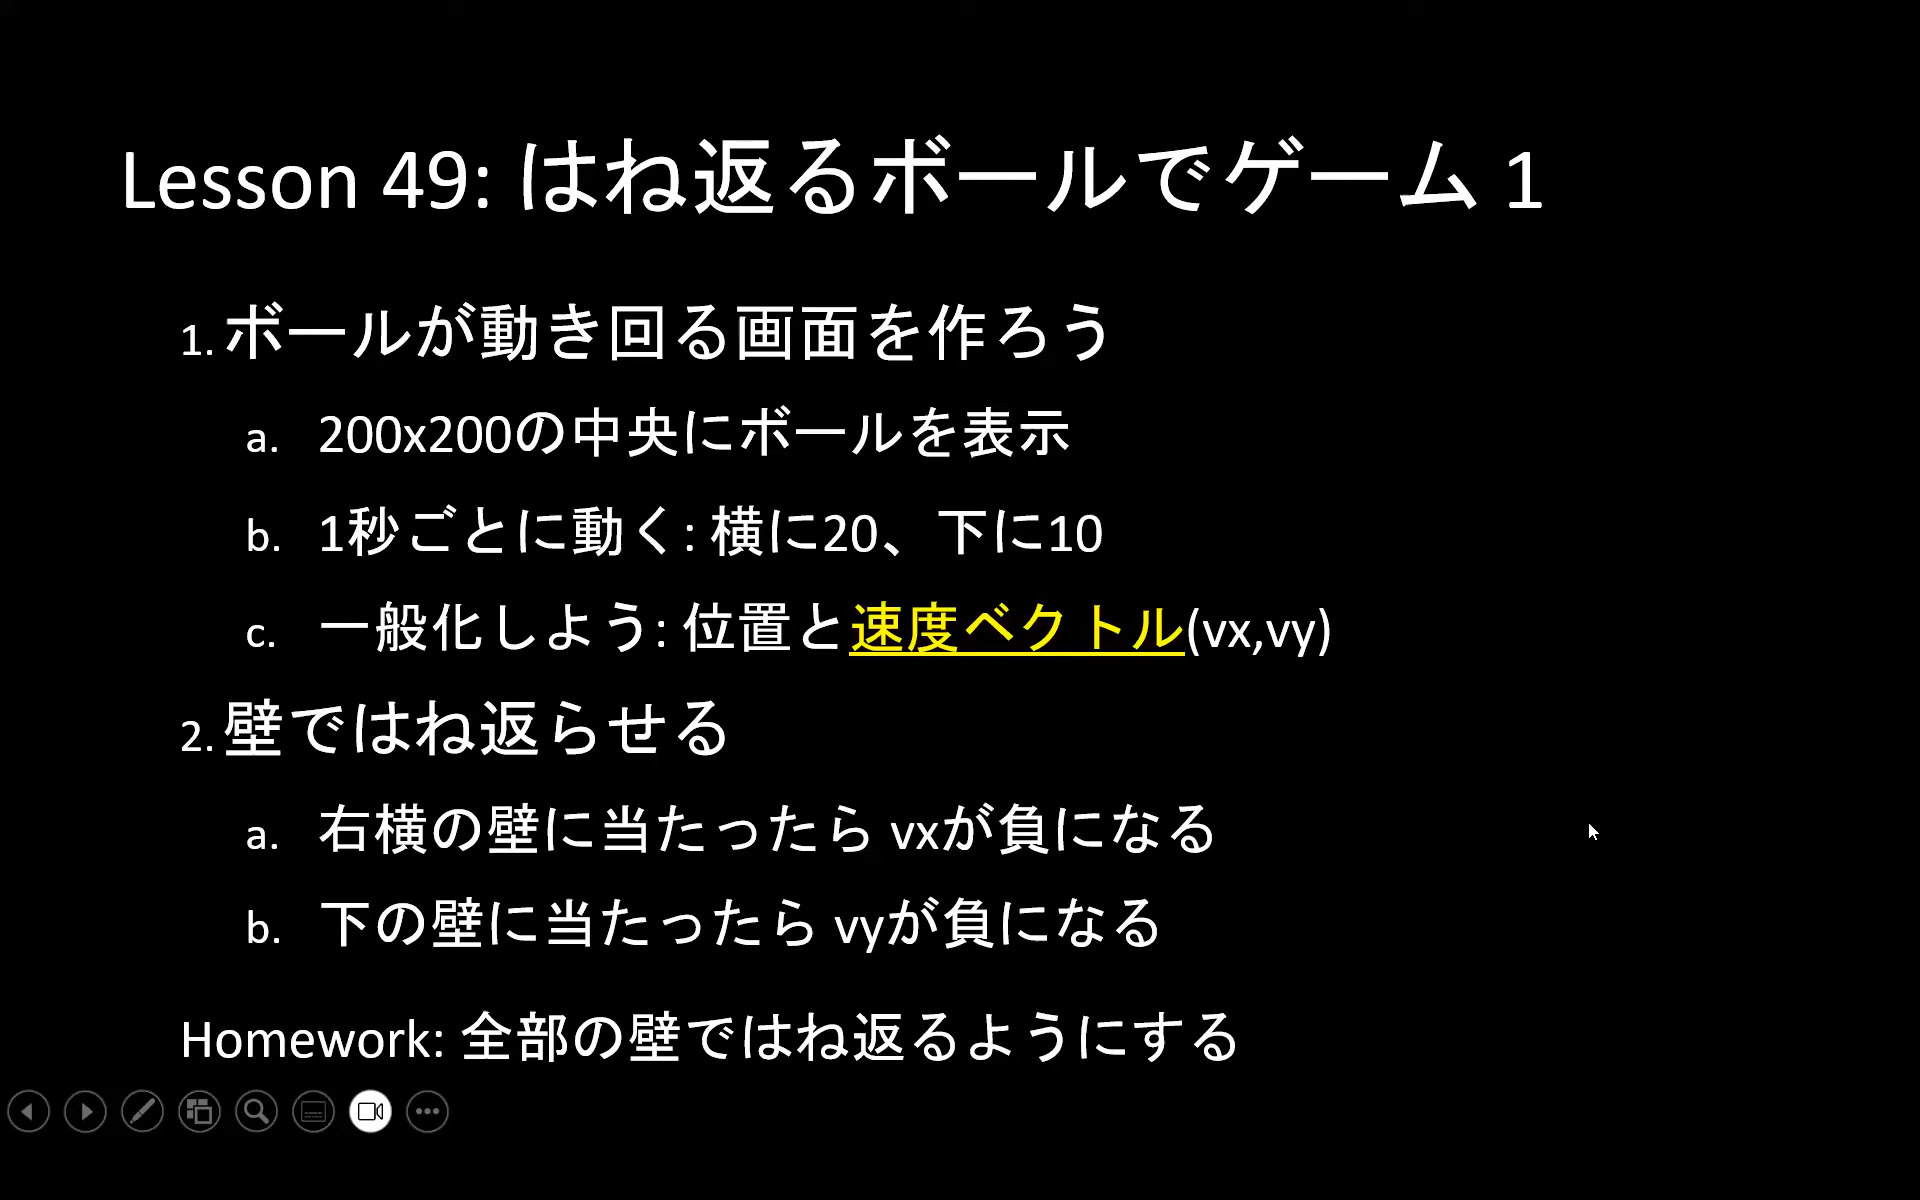 Lesson 49: はね返るボールでゲーム 1
1. ボールが動き回る画面を作ろう
a. 200x200の中央にボールを表示
b. 1秒ごとに動く: 横に20、下に10
c. 一般化しよう: 位置と速度ベクトル(vx,vy)
2. 壁ではね返らせる
a. 右横の壁に当たったら vxが負になる
b. 下の壁に当たったら vyが負になる
Homework: 全部の壁ではね返るようにする